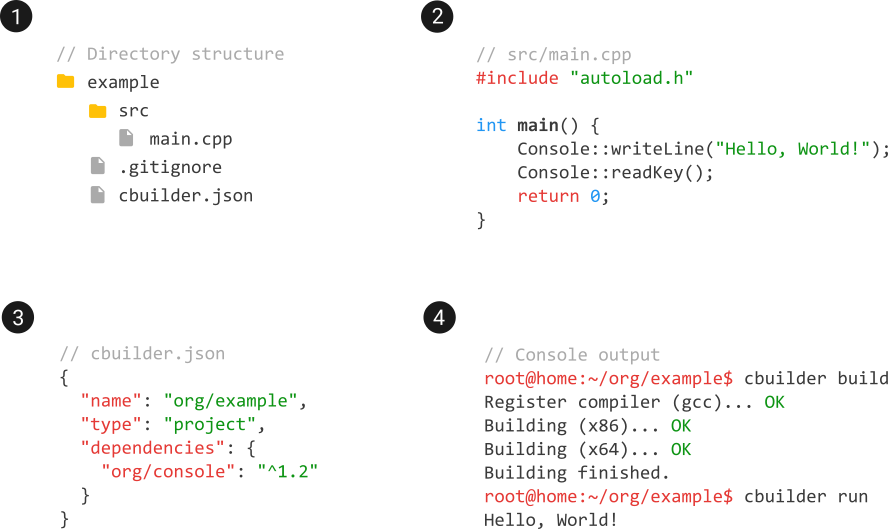 1
// Directory structure
example
src
main.cpp
.gitignore
cbuilder.json
2
// src/main.cpp
#include "autoload.h"
int main() {
    Console::writeLine("Hello, World!");
    Console::readKey();
    return 0;
}
3
// cbuilder.json
{
  "name": "org/example",
  "type": "project",
  "dependencies": {
    "org/console": "^1.2"
  }
}
4
// Console output
root@home:~/org/example$ cbuilder build
Register compiler (gcc)... OK
Building (x86)... OK
Building (x64)... OK
Building finished.
root@home:~/org/example$ cbuilder run
Hello, World!